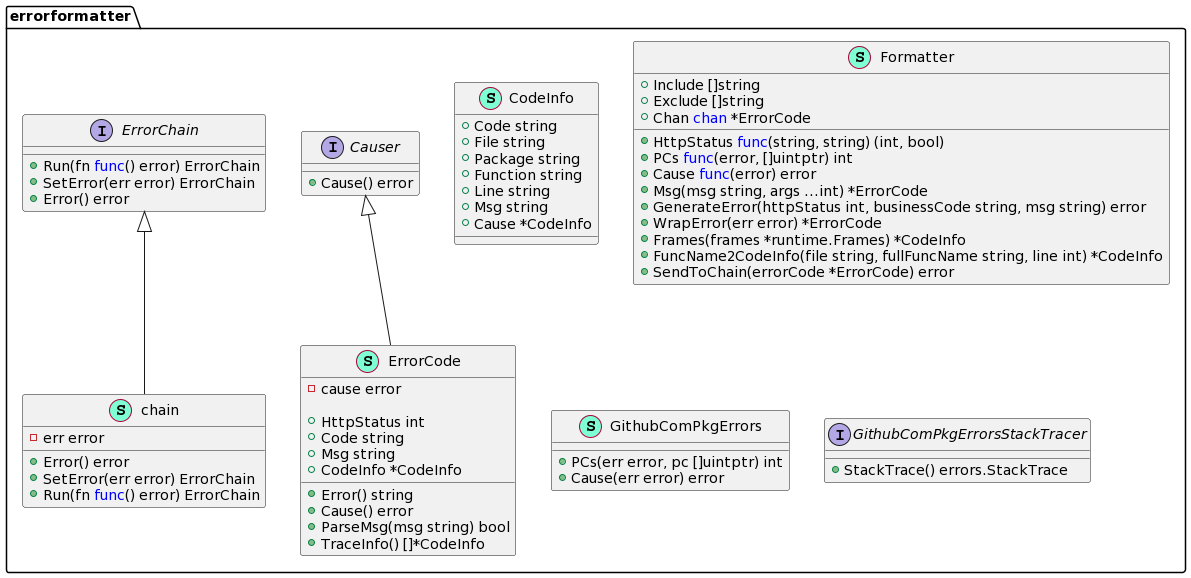 errorformatter
I ErrorChain
Run(fn func() error) ErrorChain
SetError(err error) ErrorChain
Error() error
I Causer
Cause() error
S CodeInfo
Code string
File string
Package string
Function string
Line string
Msg string
Cause *CodeInfo
S Formatter
Include []string
Exclude []string
Chan chan *ErrorCode
HttpStatus func(string, string) (int, bool)
PCs func(error, []uintptr) int
Cause func(error) error
Msg(msg string, args ...int) *ErrorCode
GenerateError(httpStatus int, businessCode string, msg string) error
WrapError(err error) *ErrorCode
Frames(frames *runtime.Frames) *CodeInfo
FuncName2CodeInfo(file string, fullFuncName string, line int) *CodeInfo
SendToChain(errorCode *ErrorCode) error
S chain
err error
Error() error
SetError(err error) ErrorChain
Run(fn func() error) ErrorChain
S ErrorCode
cause error
HttpStatus int
Code string
Msg string
CodeInfo *CodeInfo
Error() string
Cause() error
ParseMsg(msg string) bool
TraceInfo() []*CodeInfo
S GithubComPkgErrors
PCs(err error, pc []uintptr) int
Cause(err error) error
I GithubComPkgErrorsStackTracer
StackTrace() errors.StackTrace